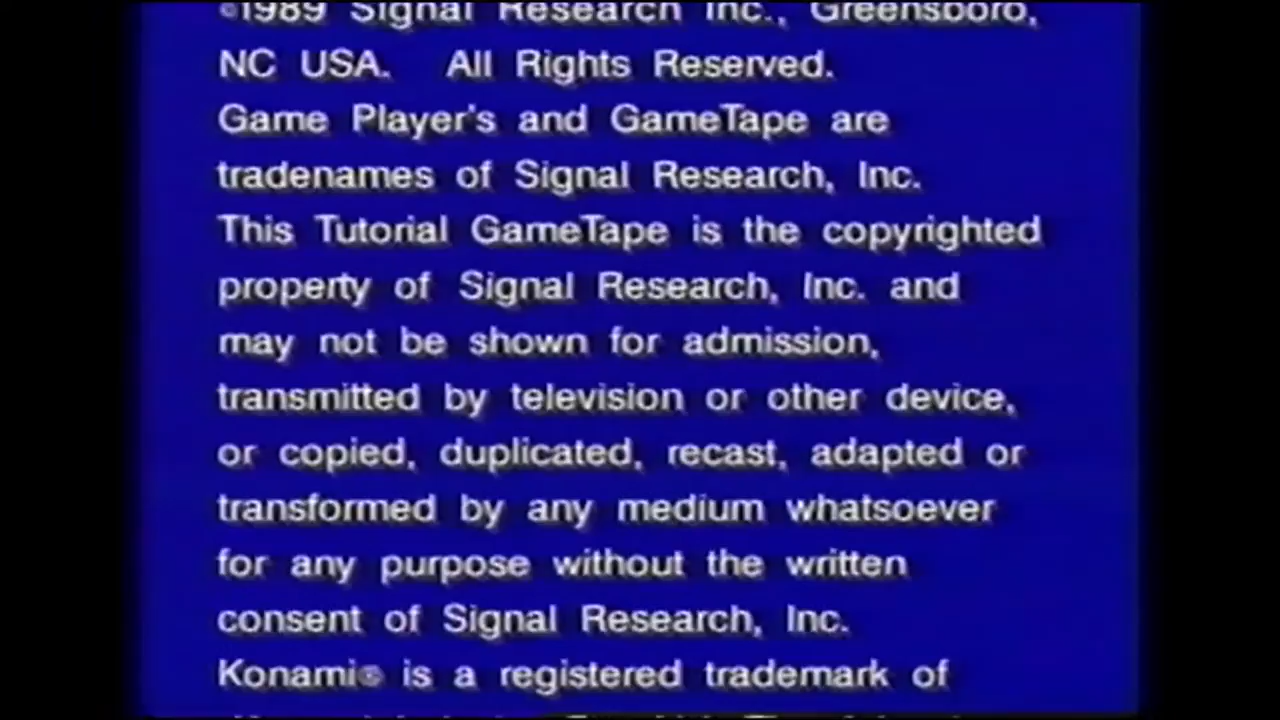 ©1989 Signal Research Inc., Greensboro,
NC USA. All Rights Reserved.
Game Player's and GameTape are
tradenames of Signal Research, Inc.
This Tutorial GameTape is the copyrighted
property of Signal Research, Inc. and
may not be shown for admission,
transmitted by television or other device,
or copied, duplicated, recast, adapted or
transformed by any medium whatsoever
for any purpose without the written
consent of Signal Research, Inc.
Konami® is a registered trademark of